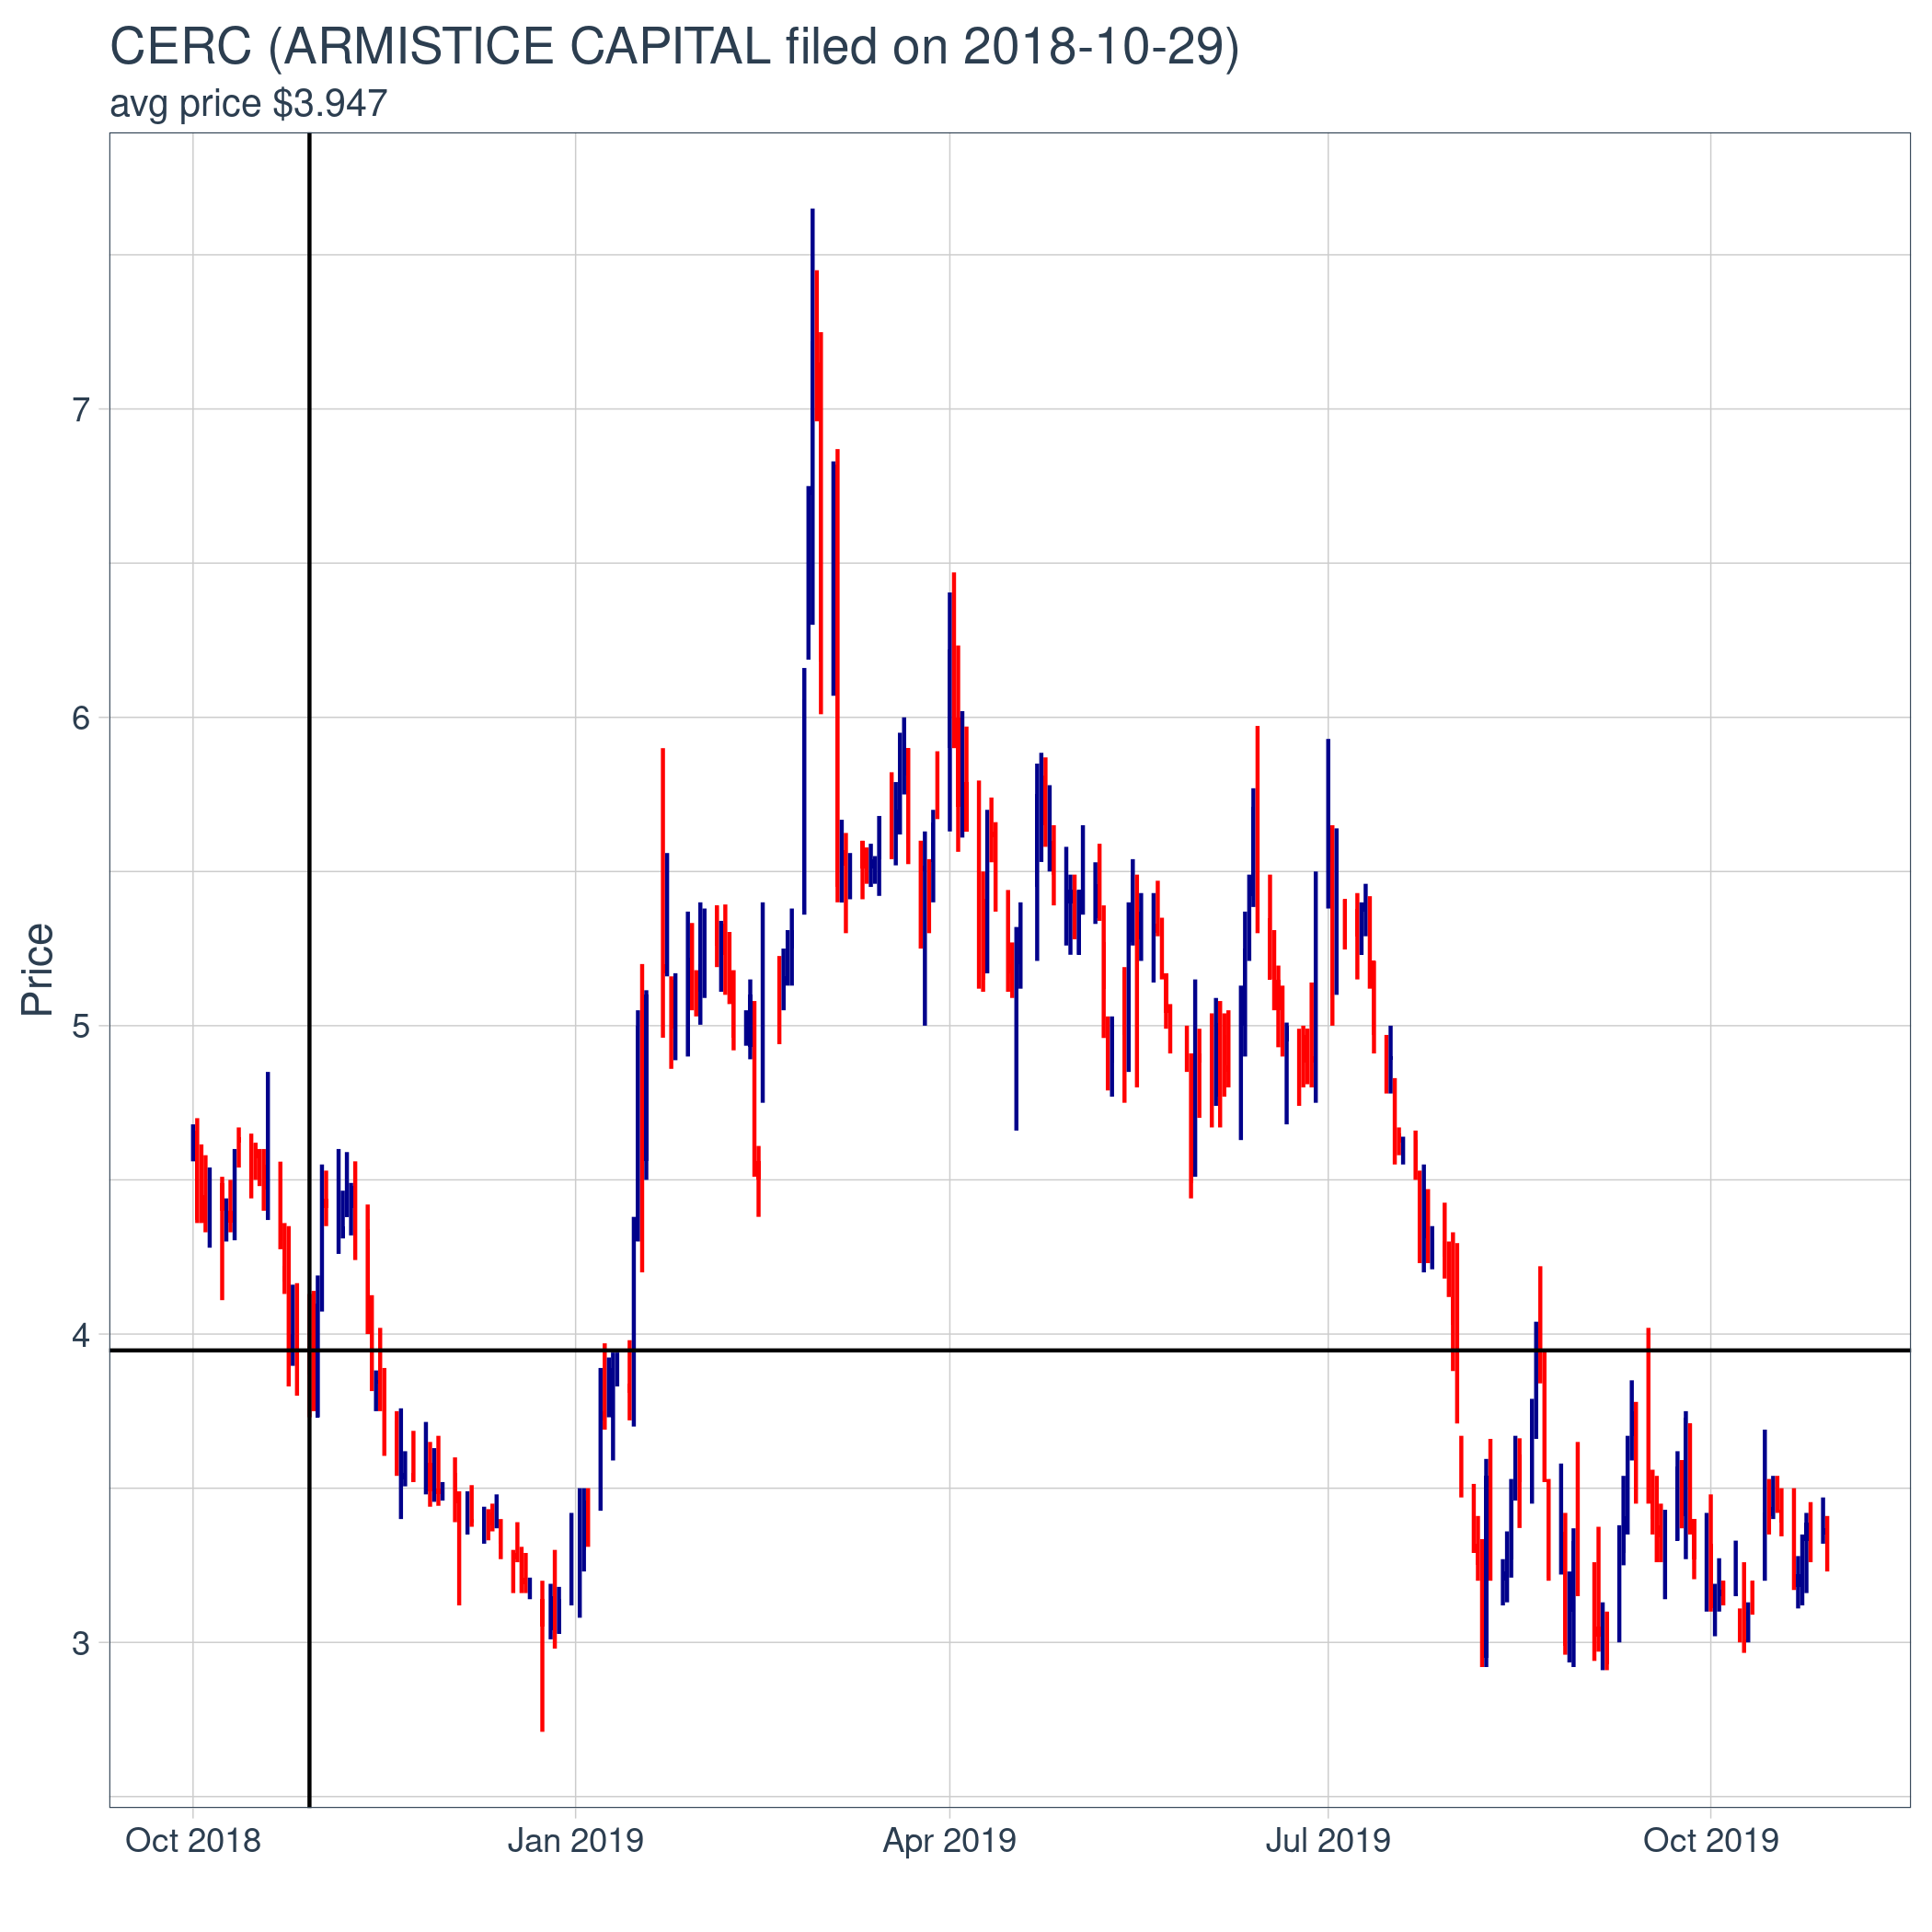 CERC (ARMISTICE CAPITAL filed on 2018-10-29)
avg price $3.947
Price
7
6
5
4
3
Oct 2018 Jan 2019 Apr 2019 Jul 2019 Oct 2019